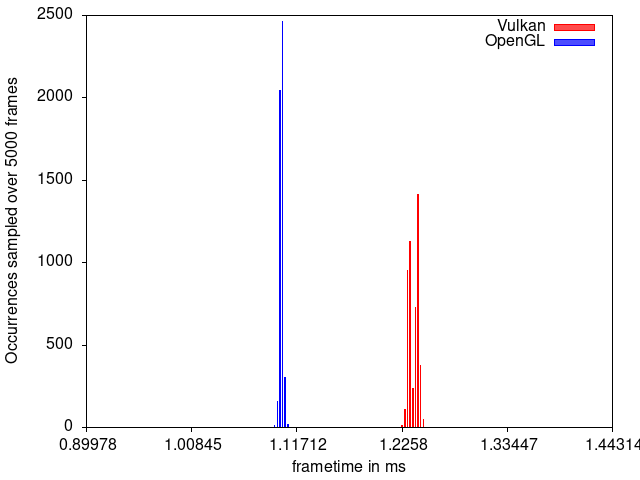 2500
Vulkan
OpenGL
2000
1500
1000
500
0
Occurrences sampled over 5000 frames
0.89978 1.00845 1.11712 1.2258 1.33447 1.44314
frametime in ms